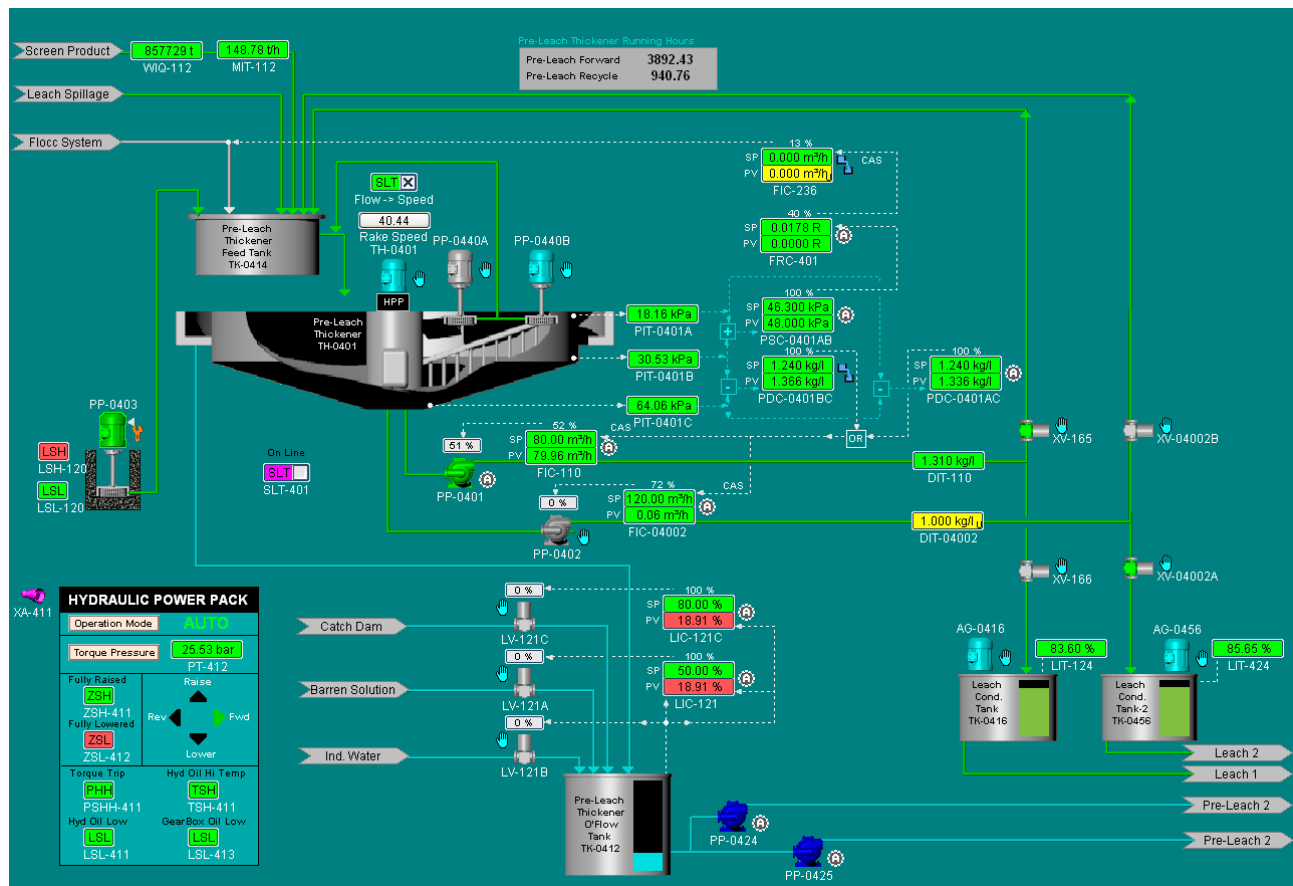 Pre-Leach Thickener Running Hours
Pre-Leach Forward 3892.43
Pre-Leach Recycle 940.76
Screen Product
857729 t
WIQ-112
148.78 t/h
MIT-112
Leach Spillage
Flocc System
13 %
SP 0.000 m³/h
PV 0.000 m³/h U
FIC-236
CAS
SLT
Flow -> Speed
40.44
Rake Speed
TH-0401
PP-0440A
PP-0440B
HPP
40 %
SP 0.0178 R
PV 0.0000 R
FRC-401
A
Pre-Leach
Thickener
Feed Tank
TK-0414
Pre-Leach
Thickener
TH-0401
18.16 kPa
PIT-0401A
30.53 kPa
PIT-0401B
64.06 kPa
PIT-0401C
+
-
-
100 %
SP 46.300 kPa
PV 48.000 kPa
PSC-0401AB
A
100 %
SP 1.240 kg/l
PV 1.366 kg/l
PDC-0401BC
100 %
SP 1.240 kg/l
PV 1.336 kg/l
PDC-0401AC
A
OR
PP-0403
LSH
LSH-120
LSL
LSL-120
On Line
SLT
SLT-401
51 %
PP-0401
A
52 %
CAS
SP 80.00 m³/h
PV 79.96 m³/h
FIC-110
A
1.310 kg/l
DIT-110
XV-165
XV-04002B
0 %
PP-0402
72 %
CAS
SP 120.00 m³/h
PV 0.06 m³/h
FIC-04002
A
1.000 kg/l U
DIT-04002
XV-166
XV-04002A
XA-411
HYDRAULIC POWER PACK
Operation Mode AUTO
Torque Pressure 25.53 bar
PT-412
Fully Raised
ZSH
ZSH-411
Fully Lowered
ZSL
ZSL-412
Raise
Rev
Fwd
Lower
Torque Trip
PHH
PSHH-411
Hyd Oil Hi Temp
TSH
TSH-411
Hyd Oil Low
LSL
LSL-411
GearBox Oil Low
LSL
LSL-413
Catch Dam
0 %
LV-121C
100 %
SP 80.00 %
PV 18.91 %
LIC-121C
A
Barren Solution
0 %
LV-121A
100 %
SP 50.00 %
PV 18.91 %
LIC-121
A
Ind. Water
0 %
LV-121B
Pre-Leach
Thickener
O'Flow
Tank
TK-0412
PP-0424
A
PP-0425
A
AG-0416
83.60 %
LIT-124
Leach
Cond.
Tank
TK-0416
AG-0456
85.65 %
LIT-424
Leach
Cond.
Tank-2
TK-0456
Leach 2
Leach 1
Pre-Leach 2
Pre-Leach 2